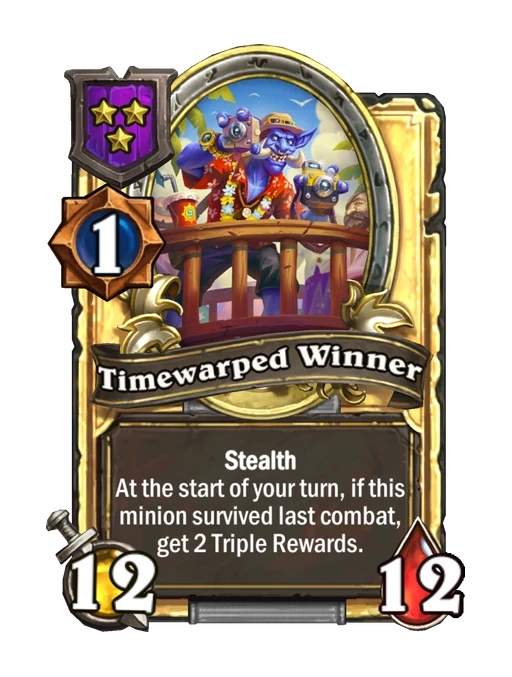 1
Timewarped Winner
Stealth
At the start of your turn, if this
minion survived last combat,
get 2 Triple Rewards.
12 12